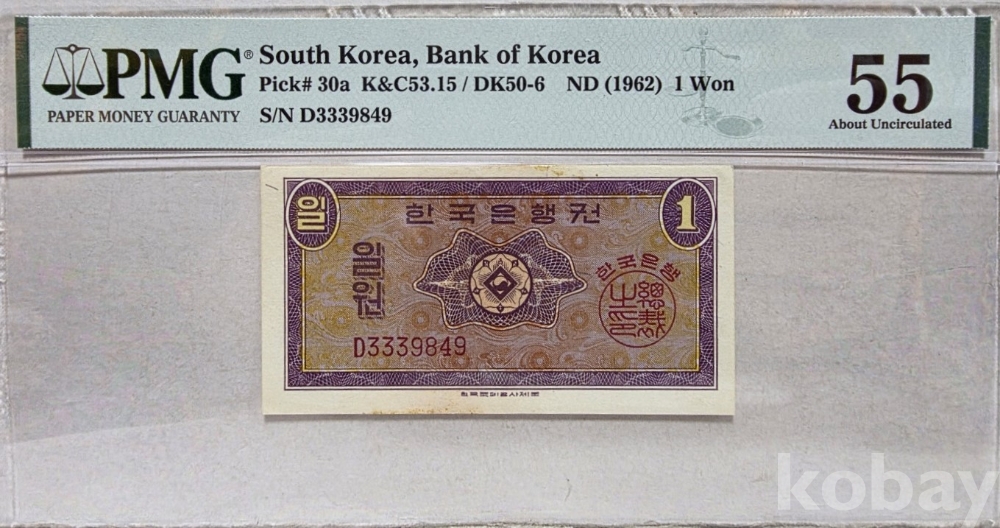 PMG®
PAPER MONEY GUARANTY
South Korea, Bank of Korea
Pick# 30a K&C53.15 / DK50-6 ND (1962) 1 Won
S/N D3339849
55
About Uncirculated
일
한국은행권
1
일원
한국은행
D3339849
kobay